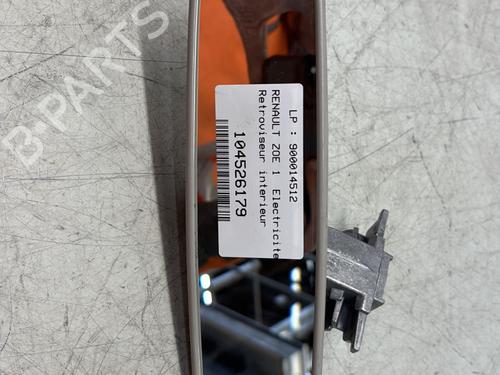 LP : 900014512
RENAULT ZOE 1 Electricite
Retroviseur interieur
104526179
B-PARTS